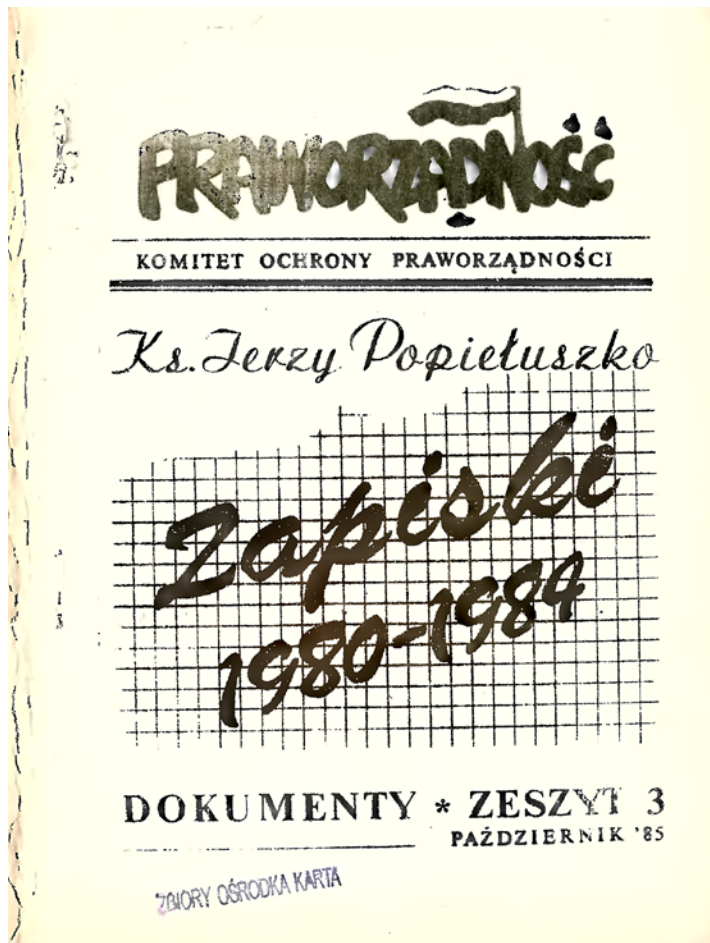 PRAWORZĄDNOŚĆ
KOMITET OCHRONY PRAWORZĄDNOŚCI
Ks. Jerzy Popiełuszko
Zapiski
1980-1984
DOKUMENTY * ZESZYT 3
PAŹDZIERNIK '85
ZBIORY OŚRODKA KARTA